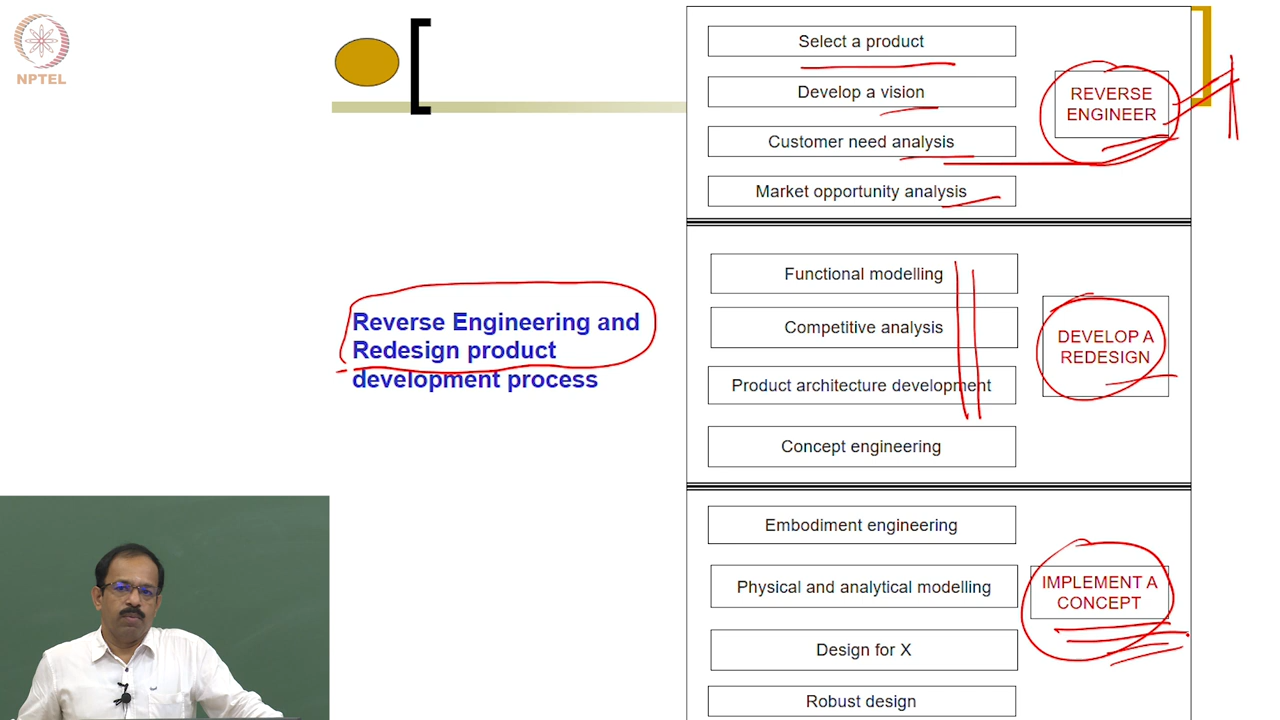 NPTEL
Select a product
Develop a vision
Customer need analysis
Market opportunity analysis
REVERSE
ENGINEER
Reverse Engineering and
Redesign product
development process
Functional modelling
Competitive analysis
Product architecture development
Concept engineering
DEVELOP A
REDESIGN
Embodiment engineering
Physical and analytical modelling
Design for X
Robust design
IMPLEMENT A
CONCEPT